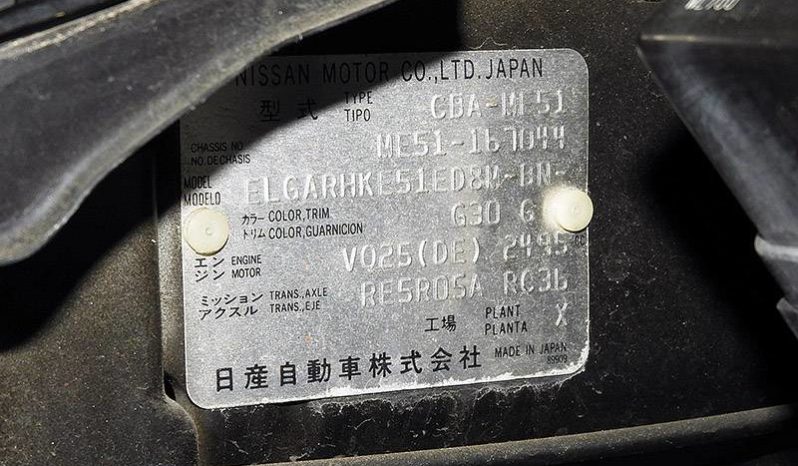 NISSAN MOTOR CO.,LTD. JAPAN
型式 TYPE TIPO CBA-ME51
CHASSIS NO. NO. DE CHASIS ME51-167044
MODEL MODELO ELGARHKE51ED8M-BN-
カラー COLOR, TRIM
トリム COLOR, GUARNICION G30 G
エンジン ENGINE MOTOR VQ25(DE) 2495 cc
ミッション TRANS., AXLE
アクスル TRANS., EJE RE5R05A RC36
工場 PLANT PLANTA X
日産自動車株式会社 MADE IN JAPAN
89909